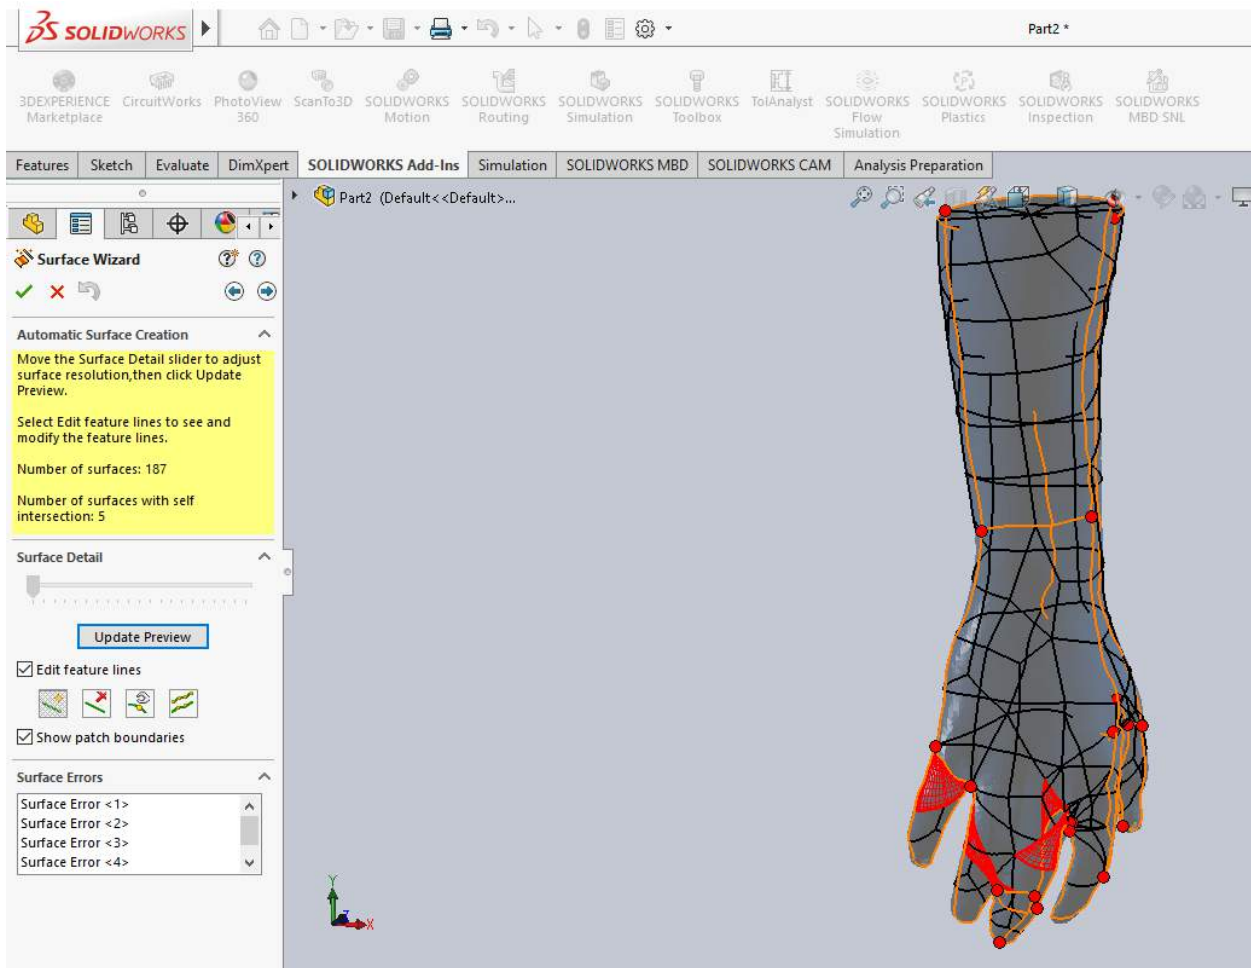 SOLIDWORKS
Part2 *
3DEXPERIENCE Marketplace
CircuitWorks
PhotoView 360
ScanTo3D
SOLIDWORKS Motion
SOLIDWORKS Routing
SOLIDWORKS Simulation
SOLIDWORKS Toolbox
TolAnalyst
SOLIDWORKS Flow Simulation
SOLIDWORKS Plastics
SOLIDWORKS Inspection
SOLIDWORKS MBD SNL
Features Sketch Evaluate DimXpert SOLIDWORKS Add-Ins Simulation SOLIDWORKS MBD SOLIDWORKS CAM Analysis Preparation
Part2 (Default<<Default>...
Surface Wizard
Automatic Surface Creation
Move the Surface Detail slider to adjust
surface resolution,then click Update
Preview.
Select Edit feature lines to see and
modify the feature lines.
Number of surfaces: 187
Number of surfaces with self
intersection: 5
Surface Detail
Update Preview
Edit feature lines
Show patch boundaries
Surface Errors
Surface Error <1>
Surface Error <2>
Surface Error <3>
Surface Error <4>
Y
Z
X